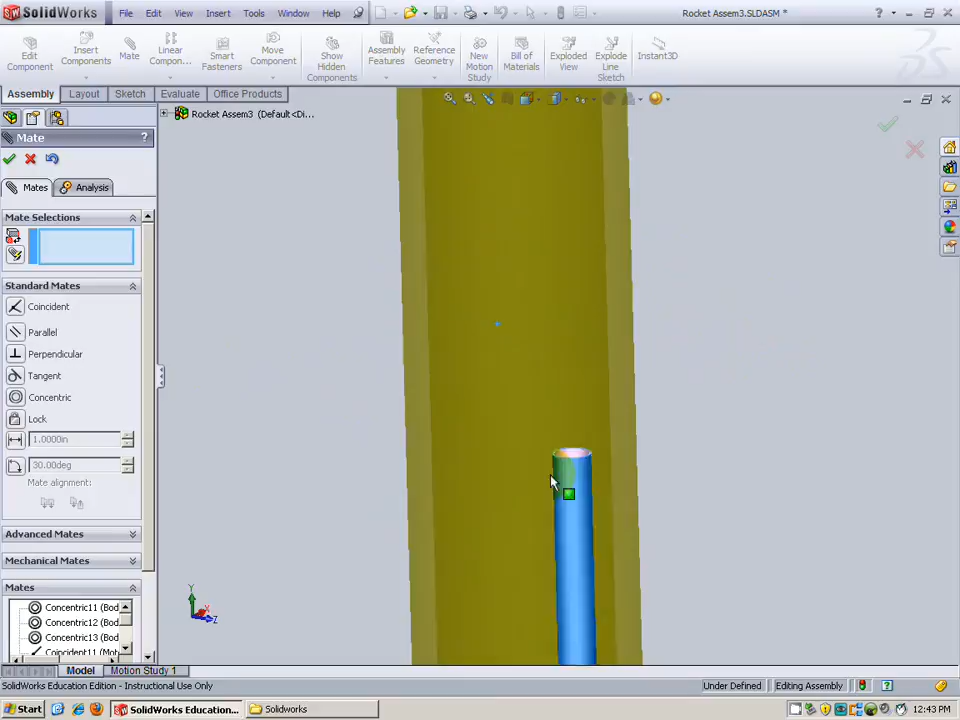 SolidWorks File Edit View Insert Tools Window Help Rocket Assem3.SLDASM *
Edit Component
Insert Components
Mate
Linear Compon...
Smart Fasteners
Move Component
Show Hidden Components
Assembly Features
Reference Geometry
New Motion Study
Bill of Materials
Exploded View
Explode Line Sketch
Instant3D
Assembly Layout Sketch Evaluate Office Products
Rocket Assem3 (Default<Di...
Mate ?
Mates Analysis
Mate Selections
Standard Mates
Coincident
Parallel
Perpendicular
Tangent
Concentric
Lock
1.0000in
30.00deg
Mate alignment:
Advanced Mates
Mechanical Mates
Mates
Concentric11 (Bod
Concentric12 (Bod
Concentric13 (Bod
Coincident11 (Mot
Y
X
Z
Model Motion Study 1
SolidWorks Education Edition - Instructional Use Only Under Defined Editing Assembly
Start SolidWorks Education... Solidworks 12:43 PM